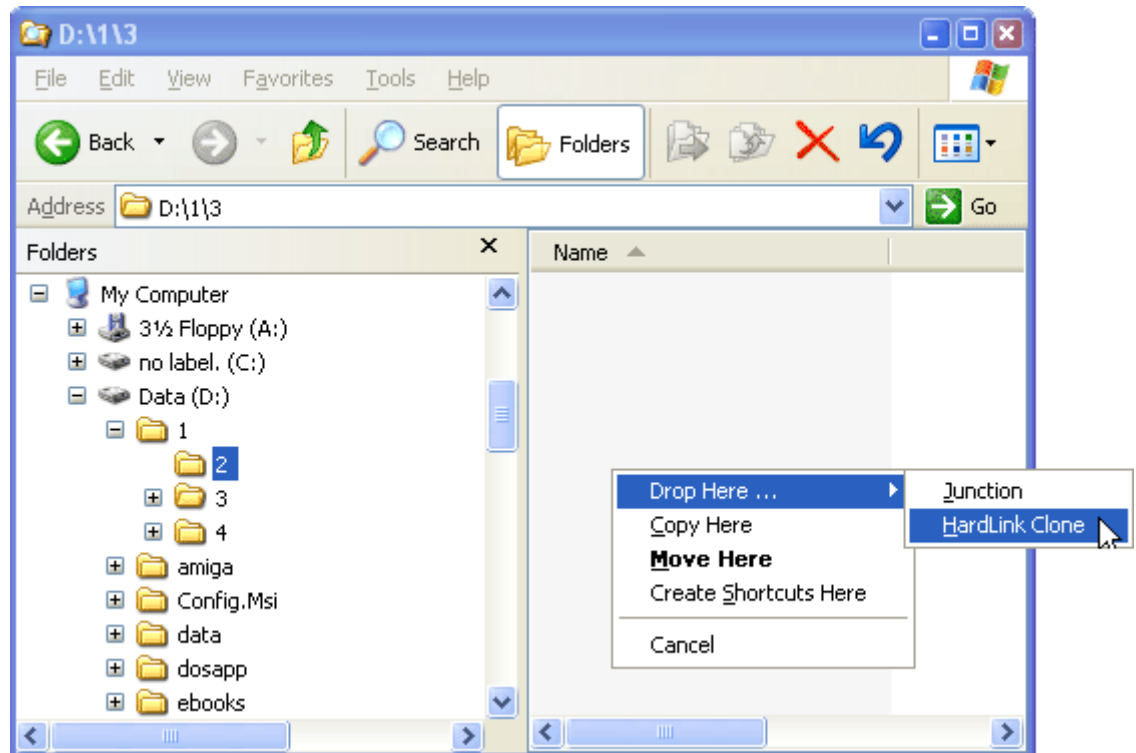 D:\1\3
File Edit View Favorites Tools Help
Back Search Folders
Address D:\1\3 Go
Folders x Name
My Computer
3½ Floppy (A:)
no label. (C:)
Data (D:)
1
2
3
4
amiga
Config.Msi
data
dosapp
ebooks
Drop Here ...
Copy Here
Move Here
Create Shortcuts Here
Cancel
Junction
HardLink Clone